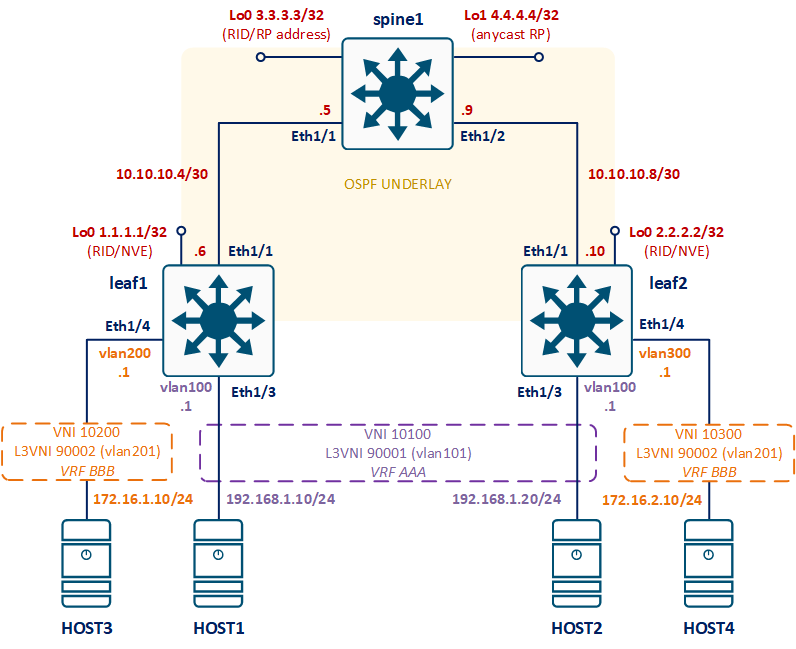 Lo0 3.3.3.3/32
(RID/RP address)
spine1
Lo1 4.4.4.4/32
(anycast RP)
.5
.9
Eth1/1
Eth1/2
10.10.10.4/30
10.10.10.8/30
OSPF UNDERLAY
Lo0 1.1.1.1/32
(RID/NVE)
.6
Eth1/1
Eth1/1
.10
Lo0 2.2.2.2/32
(RID/NVE)
leaf1
leaf2
Eth1/4
Eth1/4
vlan200
.1
vlan300
.1
vlan100
.1
Eth1/3
Eth1/3
vlan100
.1
VNI 10200
L3VNI 90002 (vlan201)
VRF BBB
VNI 10100
L3VNI 90001 (vlan101)
VRF AAA
VNI 10300
L3VNI 90002 (vlan201)
VRF BBB
172.16.1.10/24
192.168.1.10/24
192.168.1.20/24
172.16.2.10/24
HOST3
HOST1
HOST2
HOST4